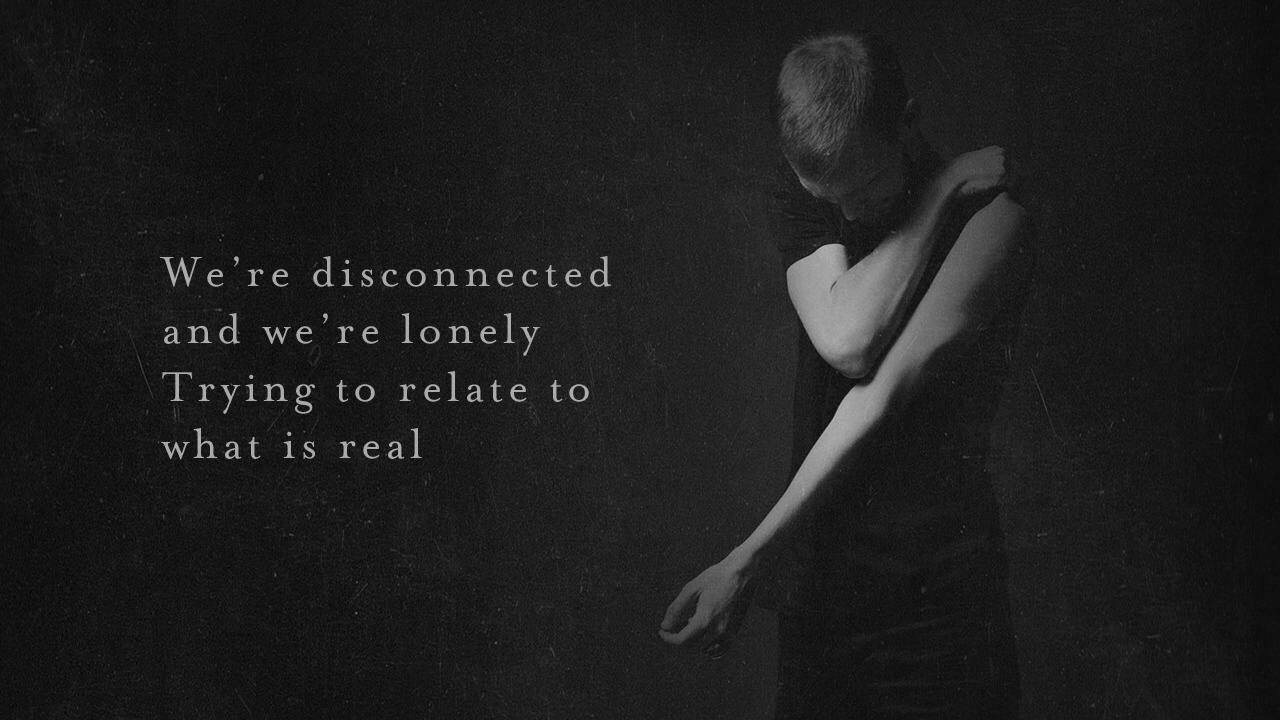 We’re disconnected
and we’re lonely
Trying to relate to
what is real